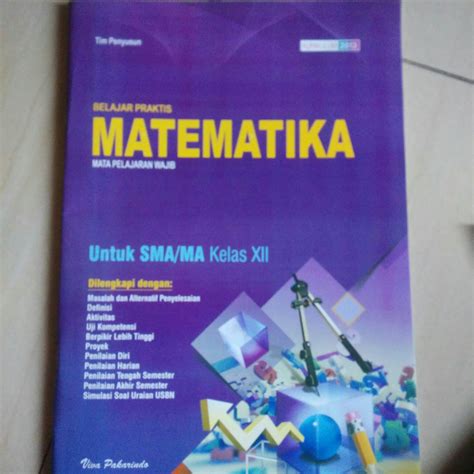 Tim Penyusun
KURIKULUM 2013
BELAJAR PRAKTIS
MATEMATIKA
MATA PELAJARAN WAJIB
Untuk SMA/MA Kelas XII
Dilengkapi dengan:
Masalah dan Alternatif Penyelesaian
Definisi
Aktivitas
Uji Kompetensi
Berpikir Lebih Tinggi
Proyek
Penilaian Diri
Penilaian Harian
Penilaian Tengah Semester
Penilaian Akhir Semester
Simulasi Soal Uraian USBN
Viva Pakarindo